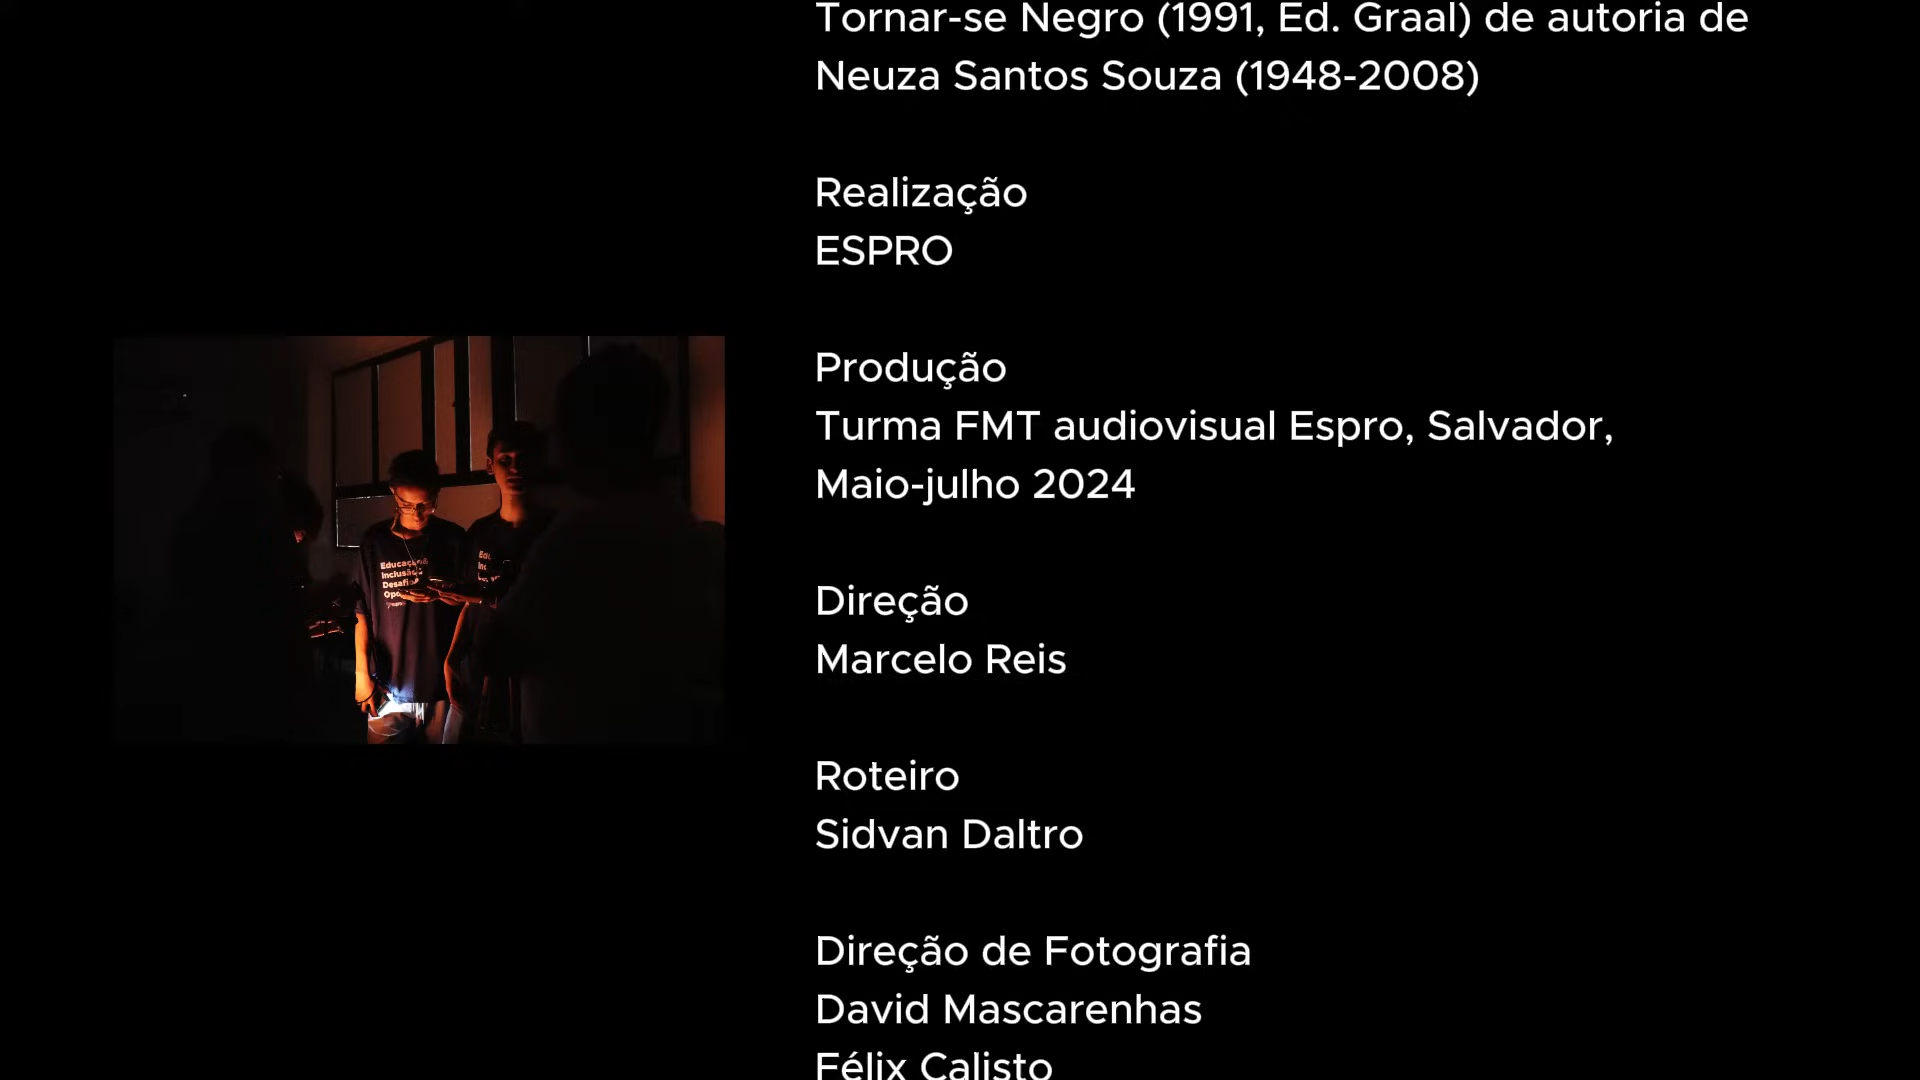 Tornar-se Negro (1991, Ed. Graal) de autoria de
Neuza Santos Souza (1948-2008)
Realização
ESPRO
Produção
Turma FMT audiovisual Espro, Salvador,
Maio-julho 2024
Direção
Marcelo Reis
Roteiro
Sidvan Daltro
Direção de Fotografia
David Mascarenhas
Félix Calisto